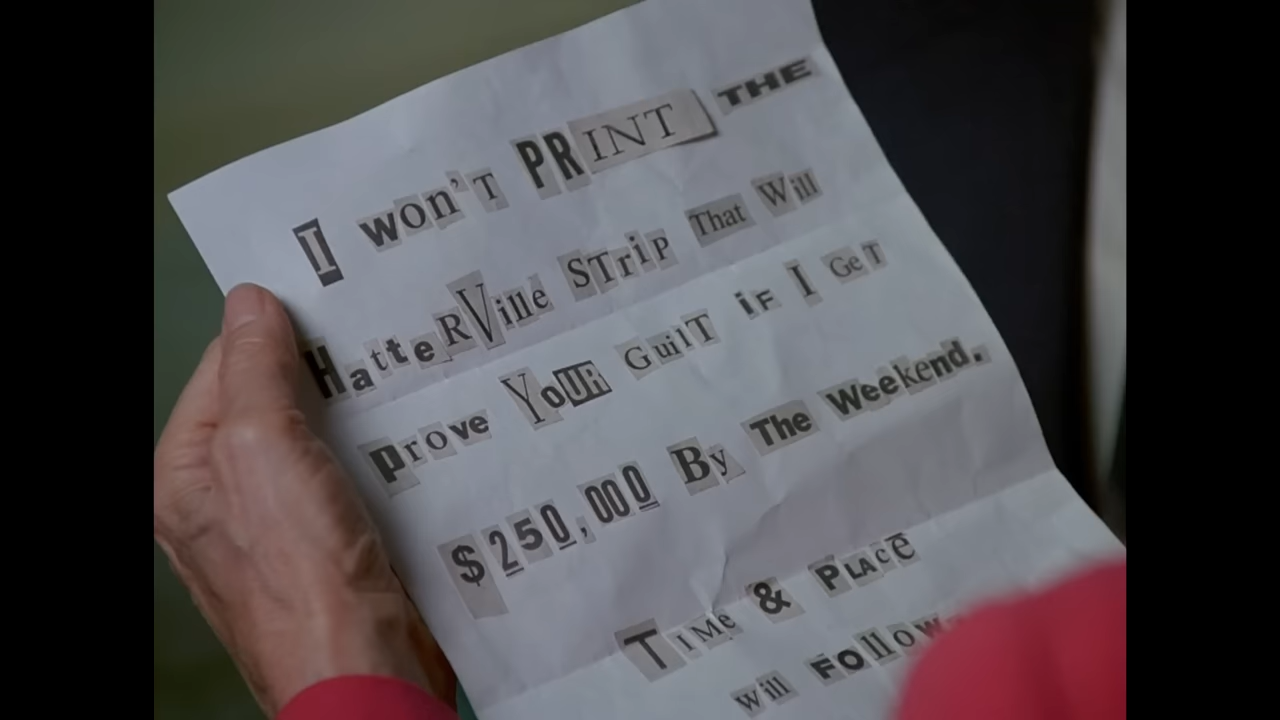 I won'T PRINT THE
HatteRVille STriP That Will
Prove YoUR GuilT iF I GeT
$250,000 By The Weekend.
TIMe & PLAcE
will FOllow